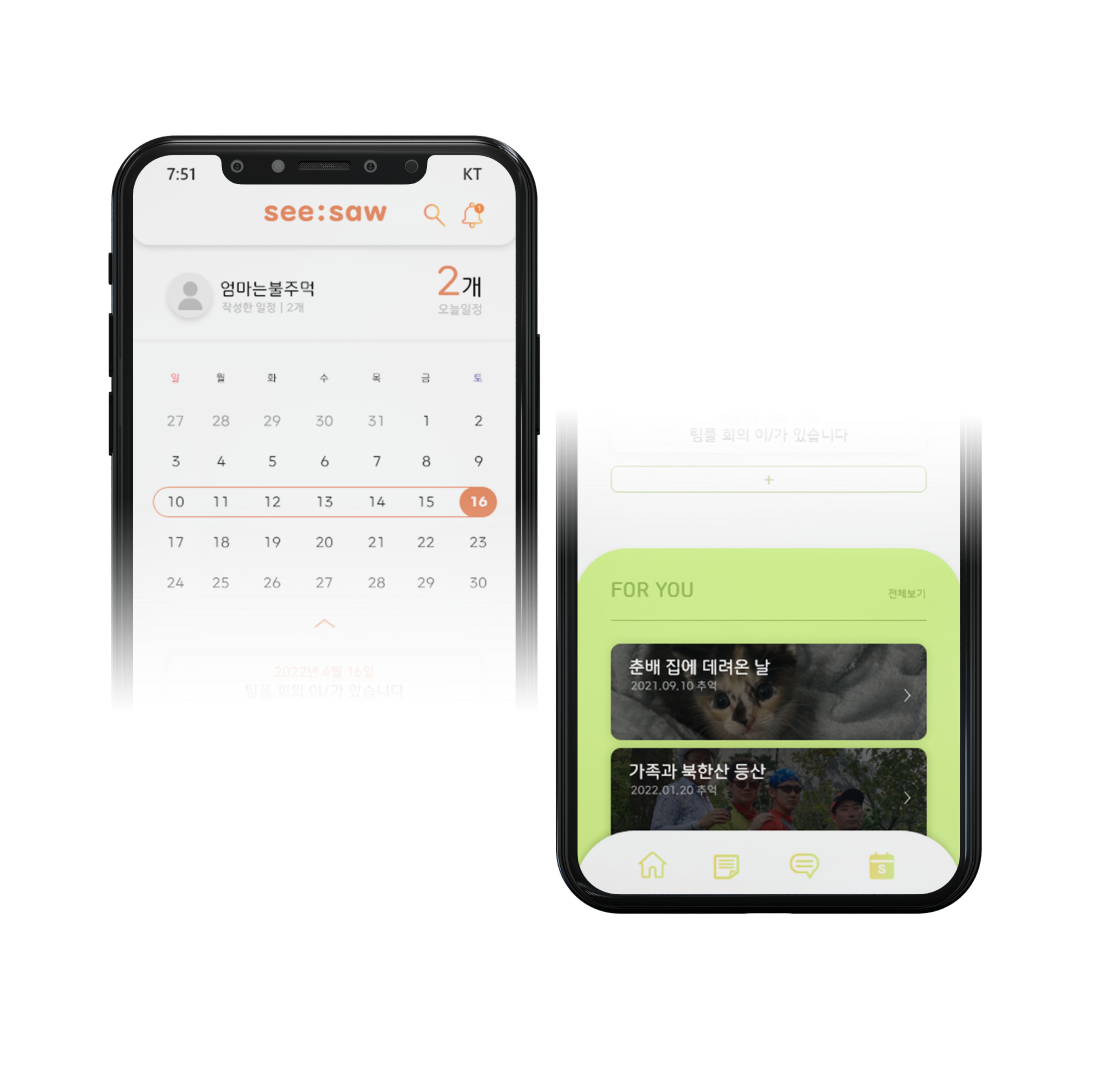 7:51 KT
see:saw
1
엄마는불주먹
작성한 일정 | 2개
2개
오늘일정
일 월 화 수 목 금 토
27 28 29 30 31 1 2
3 4 5 6 7 8 9
10 11 12 13 14 15 16
17 18 19 20 21 22 23
24 25 26 27 28 29 30
2022년 4월 16일
팀플 회의 이/가 있습니다
팀플 회의 이/가 있습니다
+
FOR YOU
전체보기
춘배 집에 데려온 날
2021.09.10 추억
가족과 북한산 등산
2022.01.20 추억
S